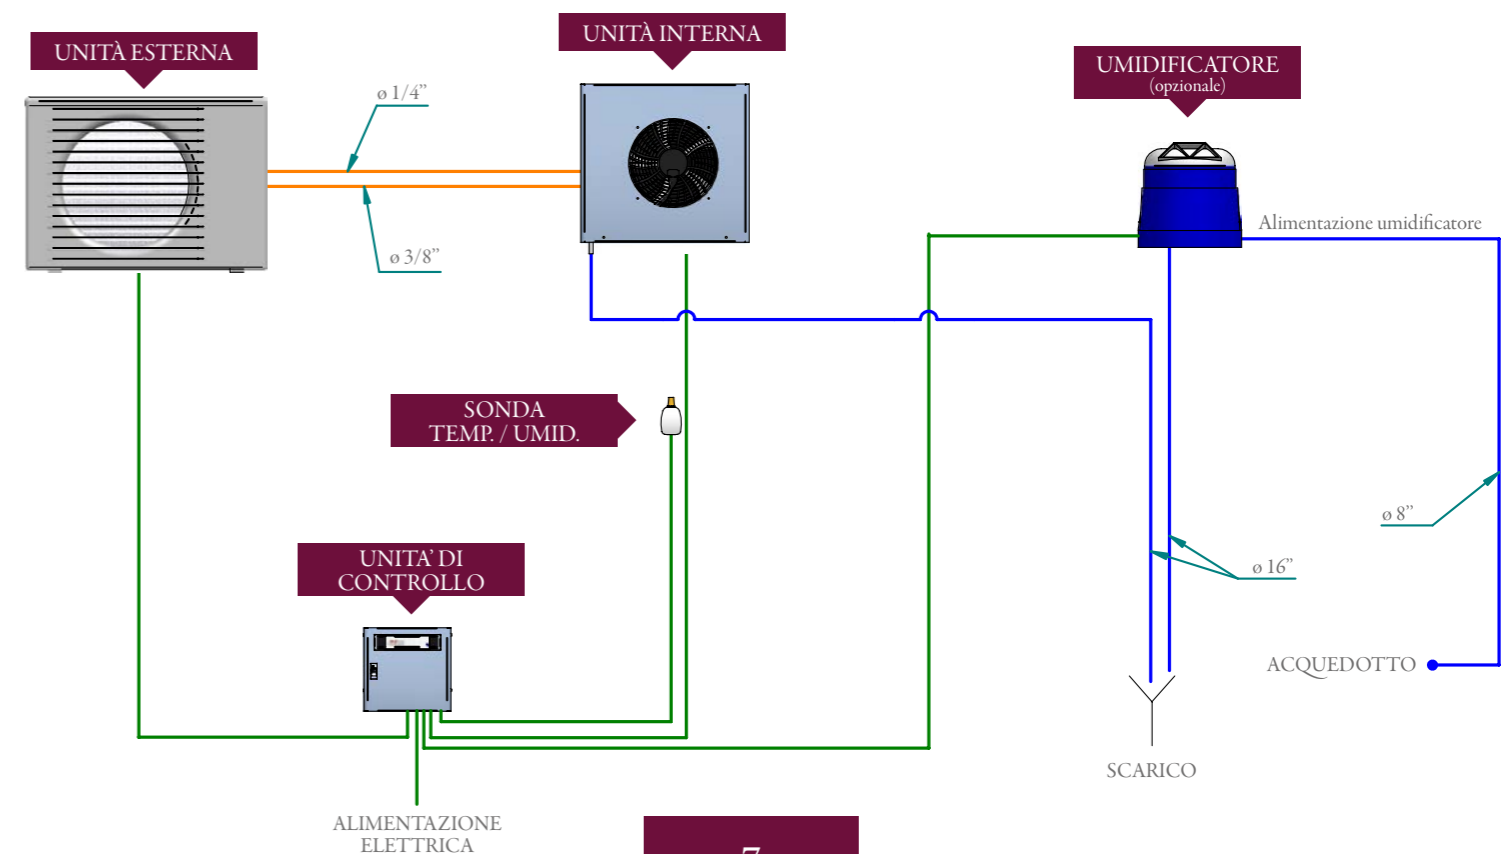 UNITÀ ESTERNA
UNITÀ INTERNA
UMIDIFICATORE
(opzionale)
ø 1/4”
ø 3/8”
Alimentazione umidificatore
SONDA
TEMP. / UMID.
ø 8”
UNITA’ DI
CONTROLLO
ø 16”
ACQUEDOTTO
SCARICO
ALIMENTAZIONE
ELETTRICA